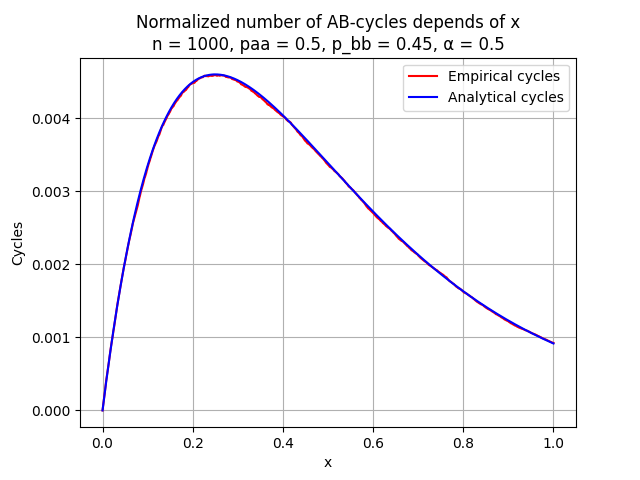 Normalized number of AB-cycles depends of x
n = 1000, paa = 0.5, p_bb = 0.45, α = 0.5
Empirical cycles
Analytical cycles
Cycles
0.004
0.003
0.002
0.001
0.000
0.0 0.2 0.4 0.6 0.8 1.0
x